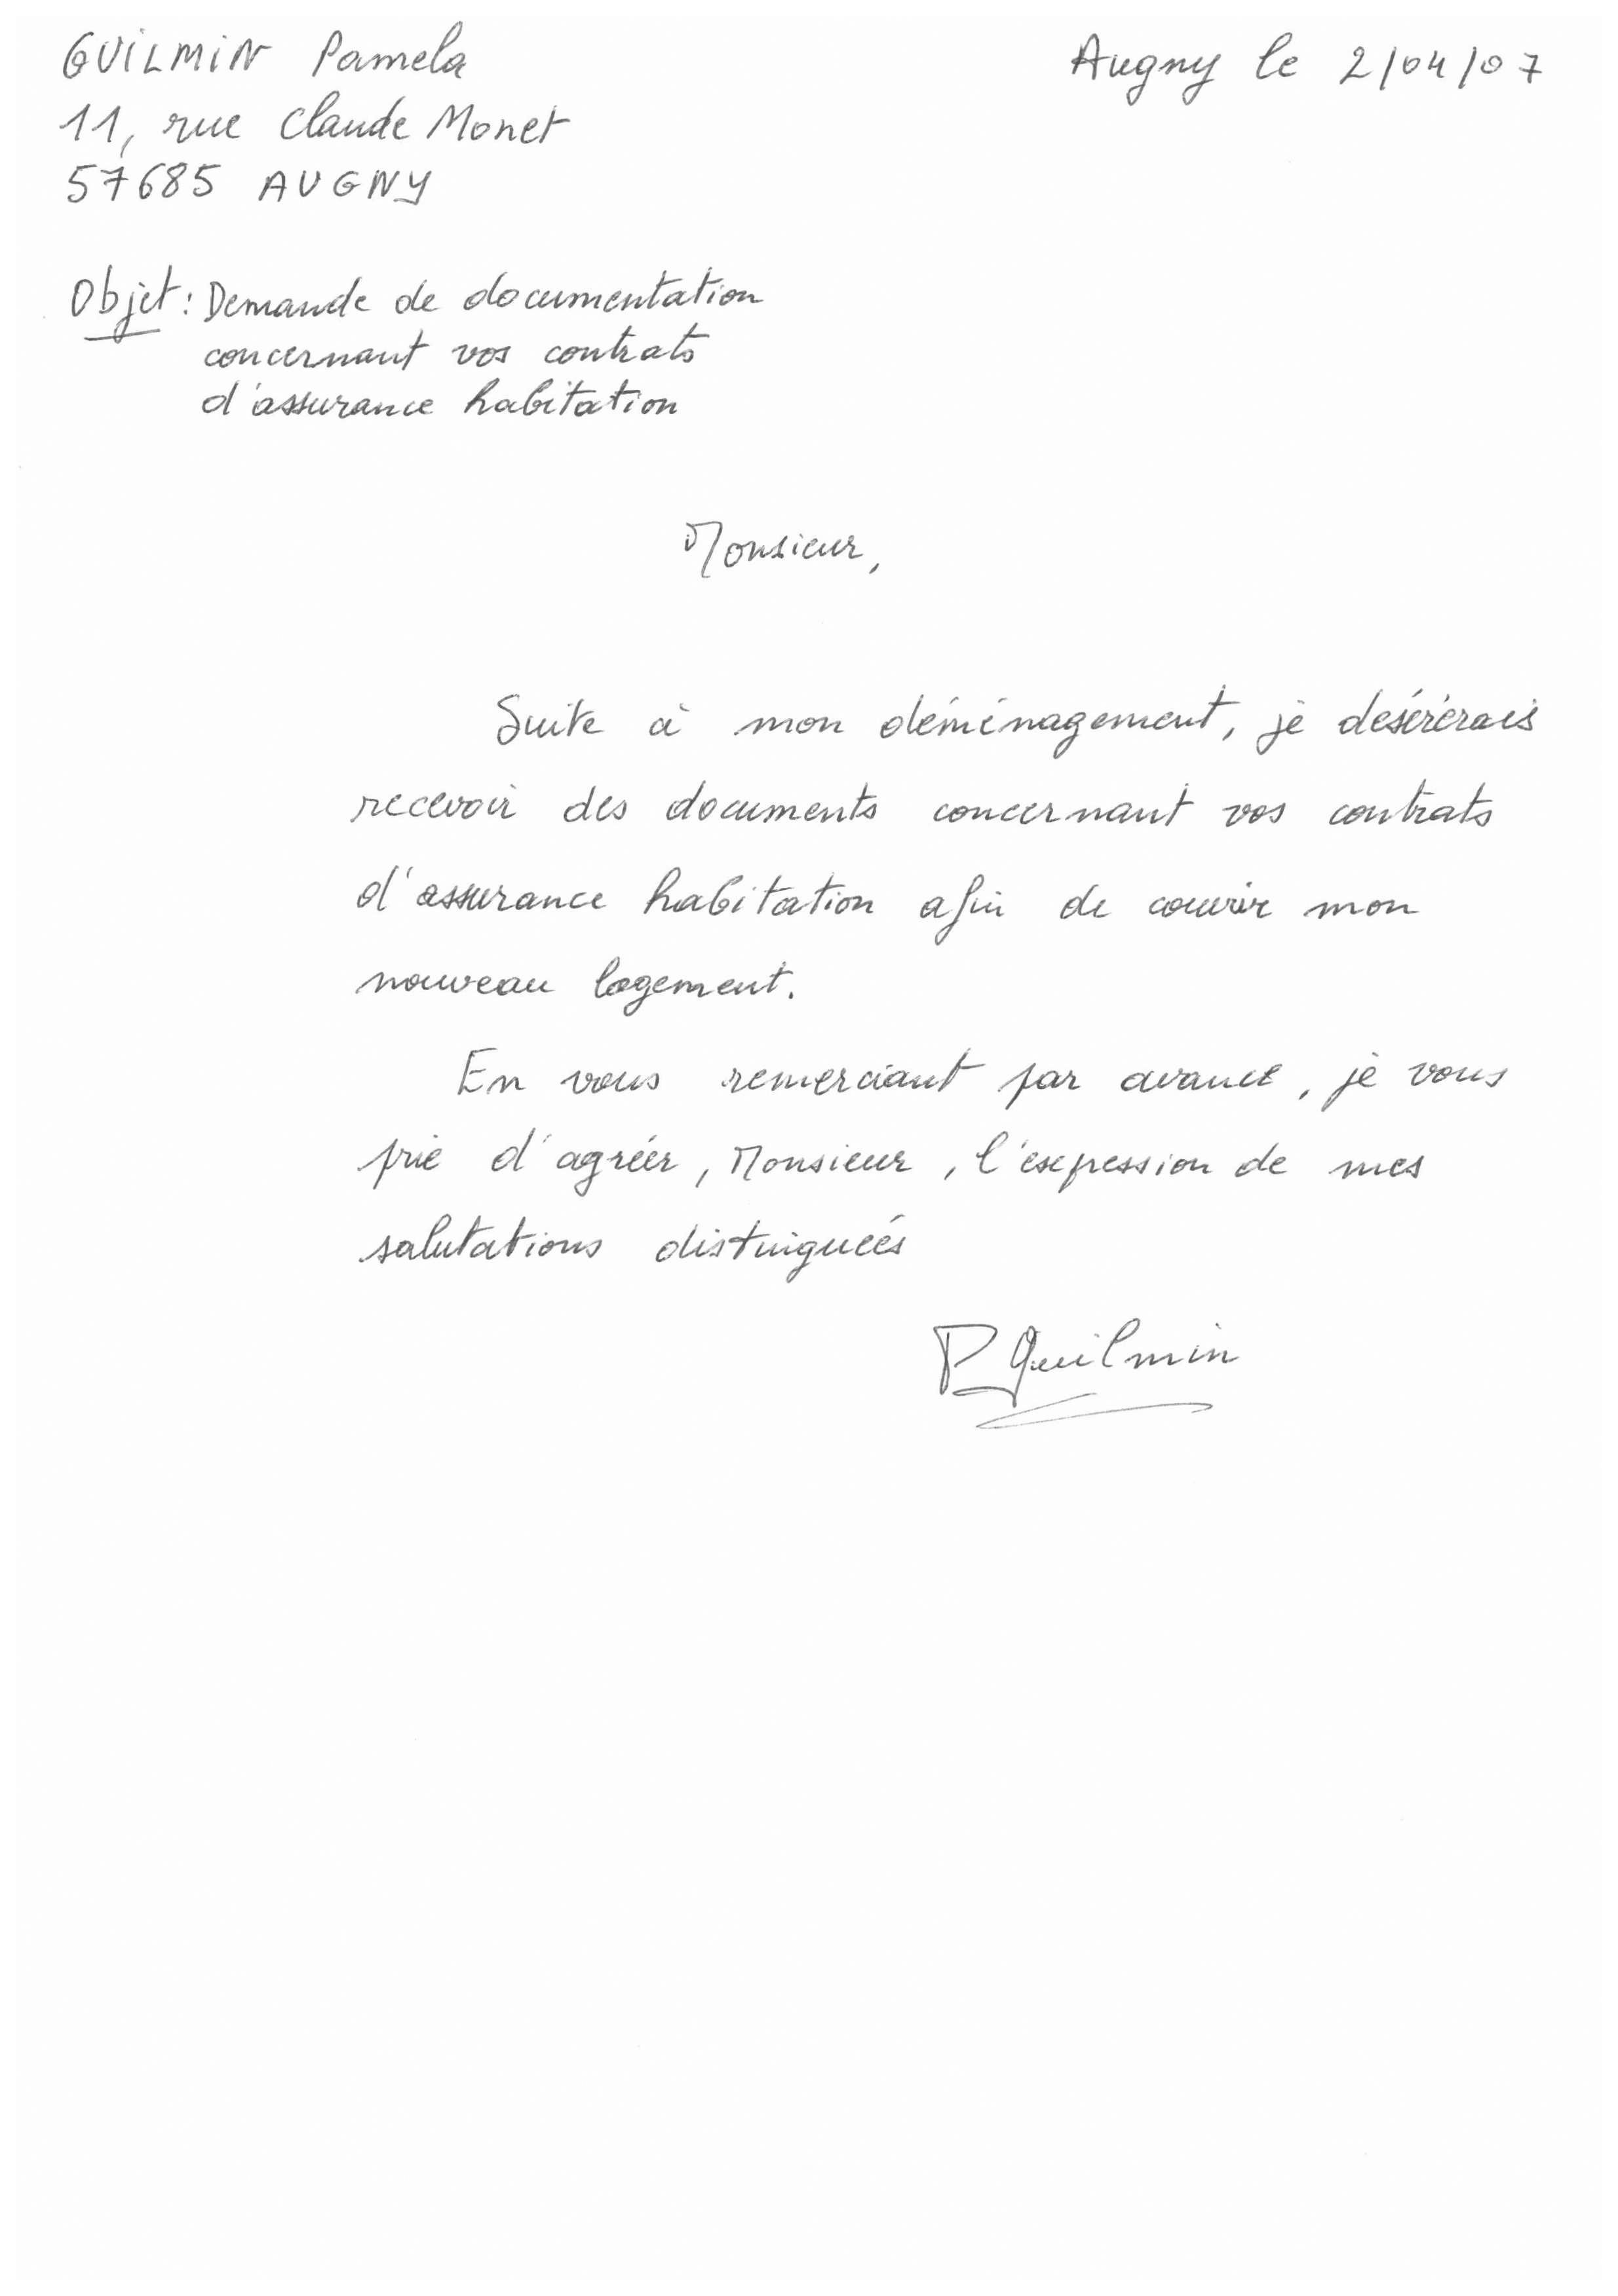 GUILMIN Pamela
Augny le 2/04/07
11, rue Claude Monet
57685 AUGNY
Objet : Demande de documentation
concernant vos contrats
d'assurance habitation
Monsieur,
Suite à mon déménagement, je desérérais
recevoir des documents concernant vos contrats
d'assurance habitation afin de couvrir mon
nouveau logement.
En vous remerciant par avance, je vous
prie d'agréer, Monsieur, l'expession de mes
salutations distinguées
P Guilmin